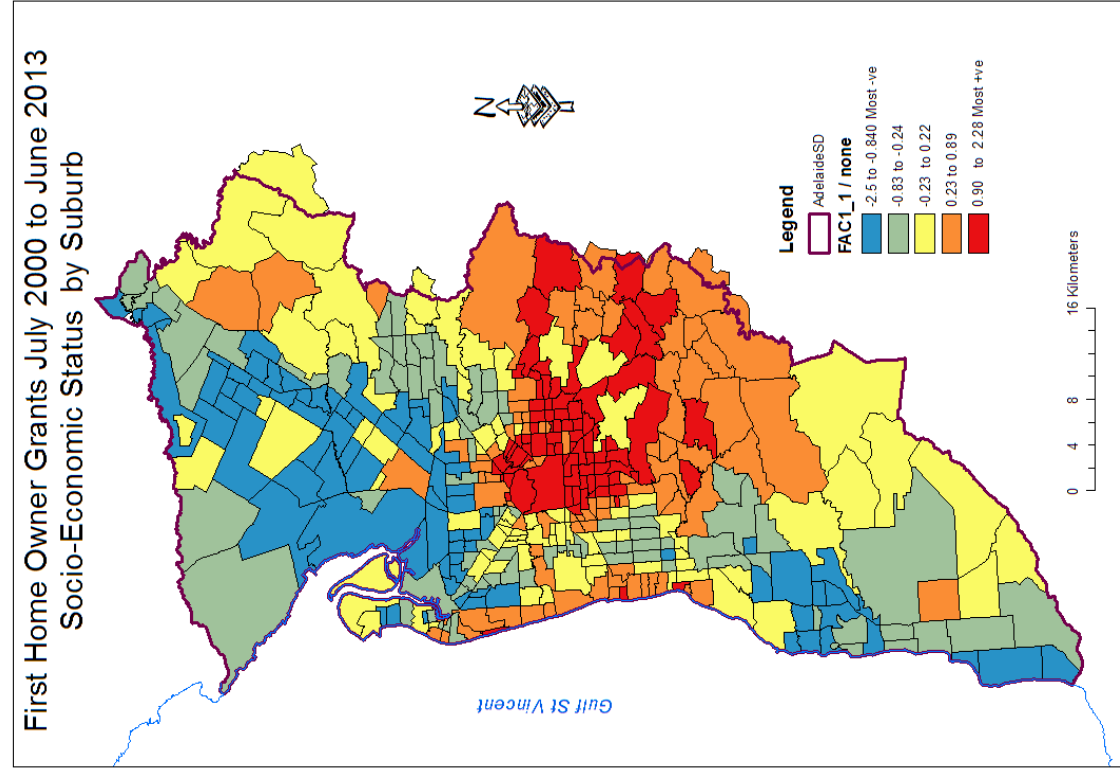 First Home Owner Grants July 2000 to June 2013
Socio-Economic Status by Suburb
N
Gulf St Vincent
Legend
AdelaideSD
FAC1_1 / none
-2.5 to -0.840 Most -ve
-0.83 to -0.24
-0.23 to 0.22
0.23 to 0.89
0.90 to 2.28 Most +ve
0 4 8 16 Kilometers